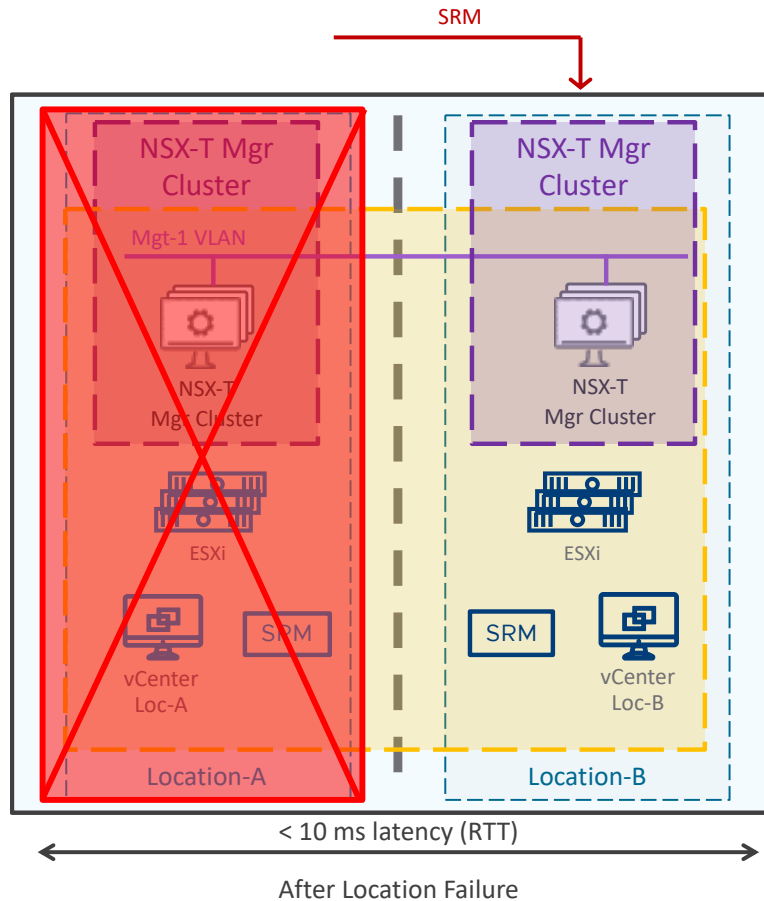 SRM
NSX-T Mgr
Cluster
NSX-T Mgr
Cluster
Mgt-1 VLAN
NSX-T
Mgr Cluster
NSX-T
Mgr Cluster
ESXi
ESXi
SRM
SRM
vCenter
Loc-A
vCenter
Loc-B
Location-A
Location-B
< 10 ms latency (RTT)
After Location Failure